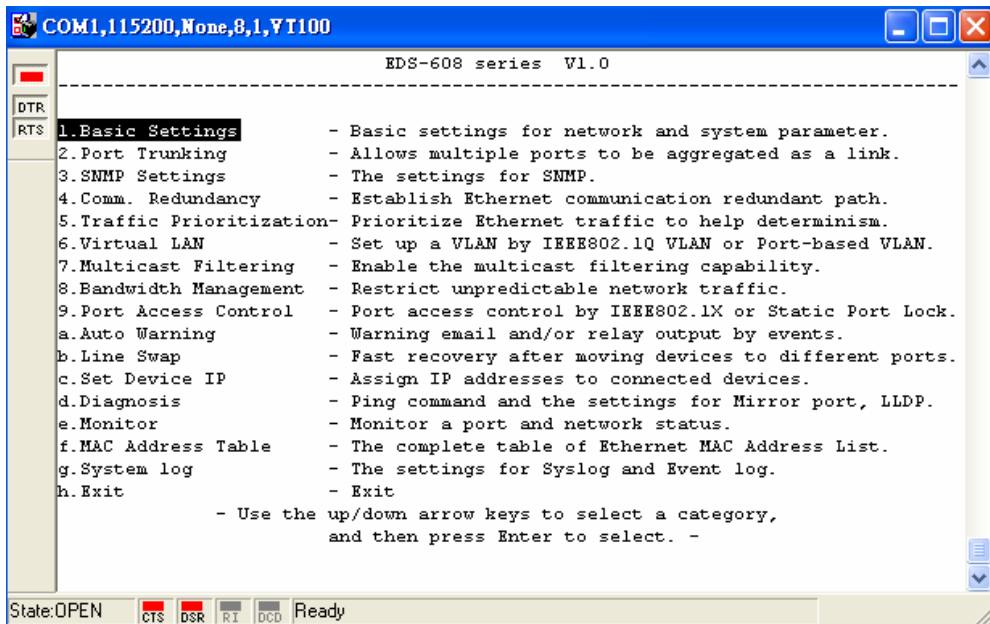 COM1,115200,None,8,1,VT100
EDS-608 series V1.0
--------------------------------------------------------------------------------
DTR
RTS
1.Basic Settings - Basic settings for network and system parameter.
2.Port Trunking - Allows multiple ports to be aggregated as a link.
3.SNMP Settings - The settings for SNMP.
4.Comm. Redundancy - Establish Ethernet communication redundant path.
5.Traffic Prioritization- Prioritize Ethernet traffic to help determinism.
6.Virtual LAN - Set up a VLAN by IEEE802.1Q VLAN or Port-based VLAN.
7.Multicast Filtering - Enable the multicast filtering capability.
8.Bandwidth Management - Restrict unpredictable network traffic.
9.Port Access Control - Port access control by IEEE802.1X or Static Port Lock.
a.Auto Warning - Warning email and/or relay output by events.
b.Line Swap - Fast recovery after moving devices to different ports.
c.Set Device IP - Assign IP addresses to connected devices.
d.Diagnosis - Ping command and the settings for Mirror port, LLDP.
e.Monitor - Monitor a port and network status.
f.MAC Address Table - The complete table of Ethernet MAC Address List.
g.System log - The settings for Syslog and Event log.
h.Exit - Exit
- Use the up/down arrow keys to select a category,
and then press Enter to select. -
State:OPEN CTS DSR RI DCD Ready